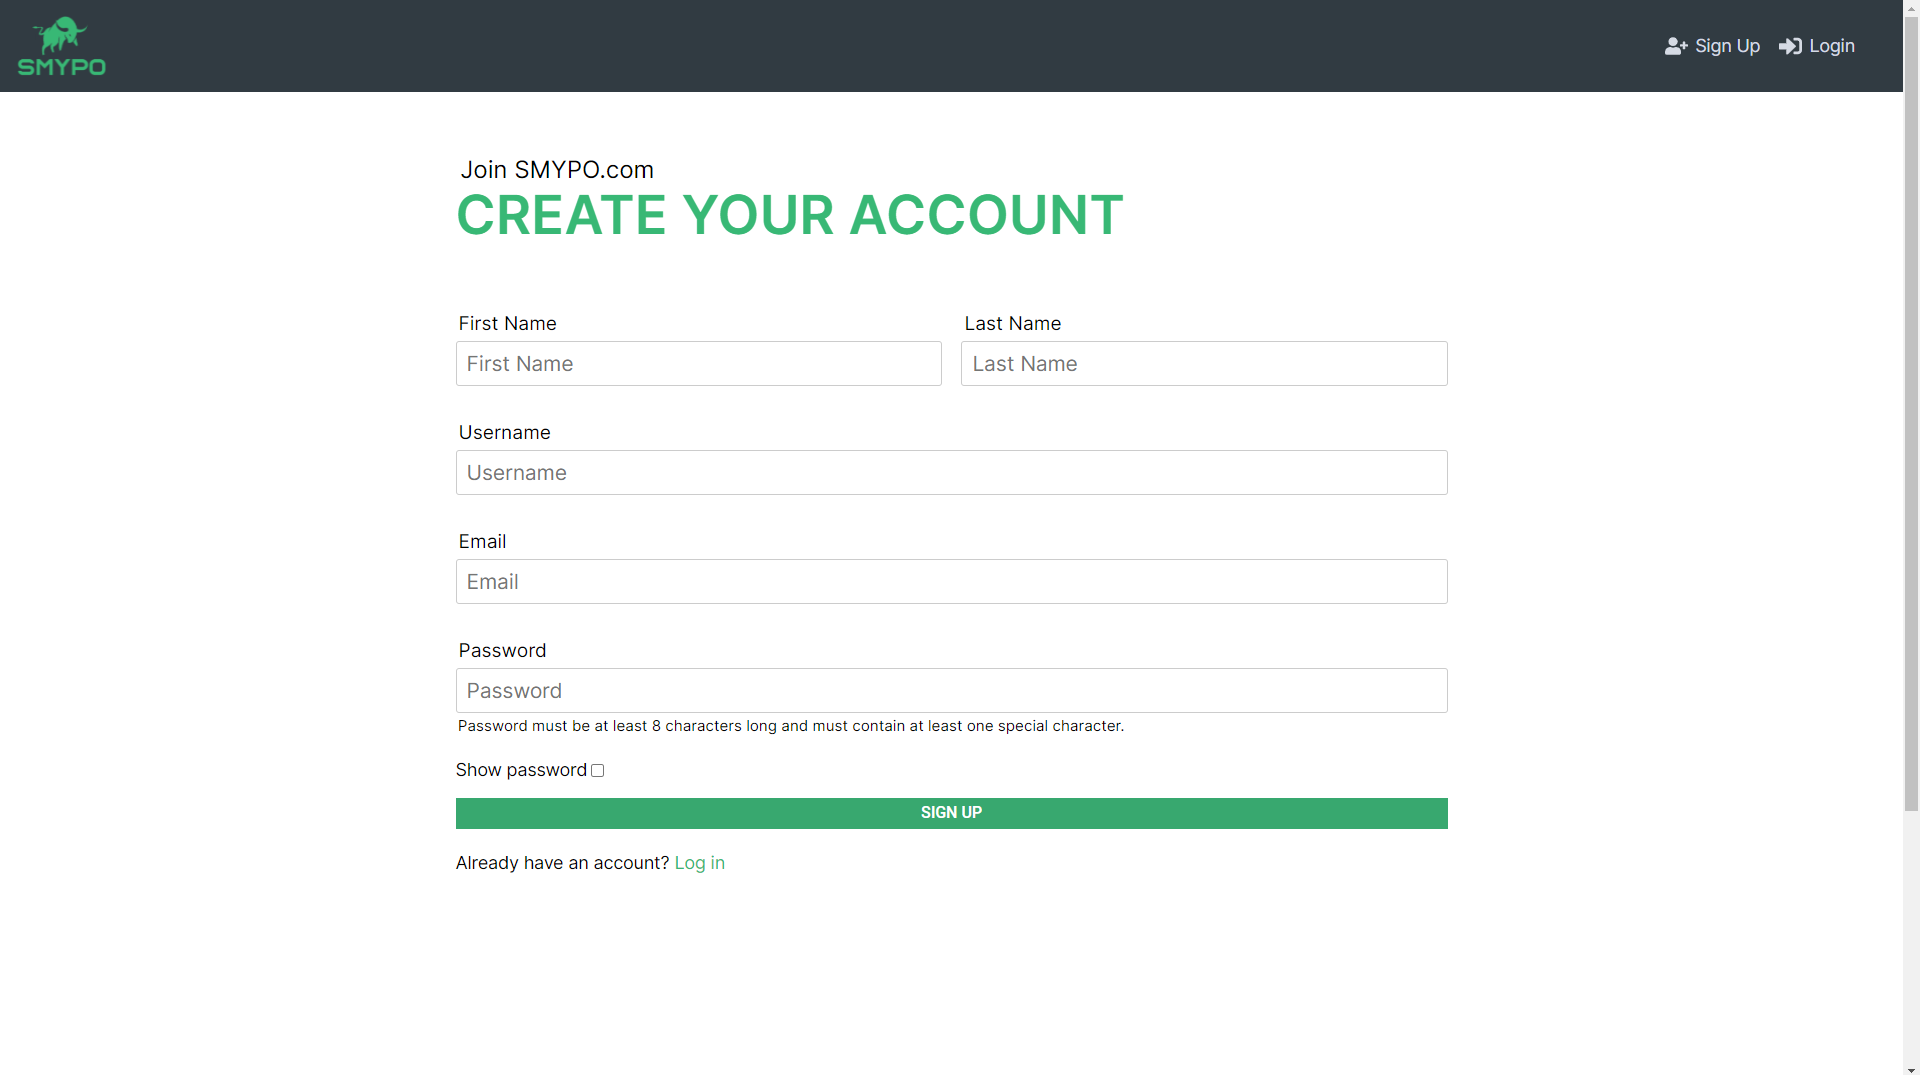 SMYPO
Sign Up
Login
Join SMYPO.com
CREATE YOUR ACCOUNT
First Name
Last Name
First Name
Last Name
Username
Username
Email
Email
Password
Password
Password must be at least 8 characters long and must contain at least one special character.
Show password
SIGN UP
Already have an account? Log in